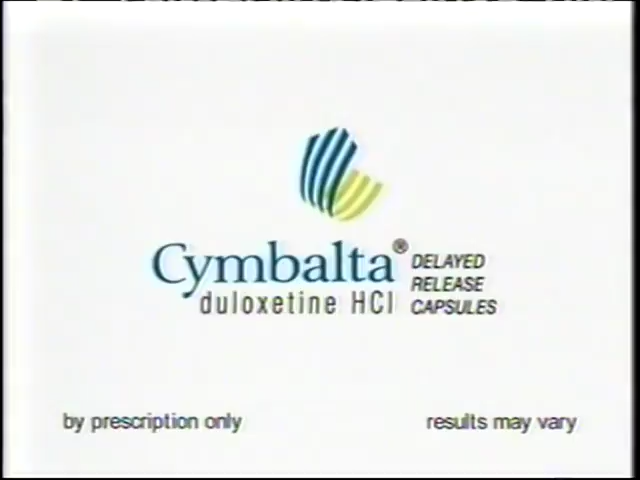 Cymbalta®
duloxetine HCl
DELAYED
RELEASE
CAPSULES
by prescription only
results may vary